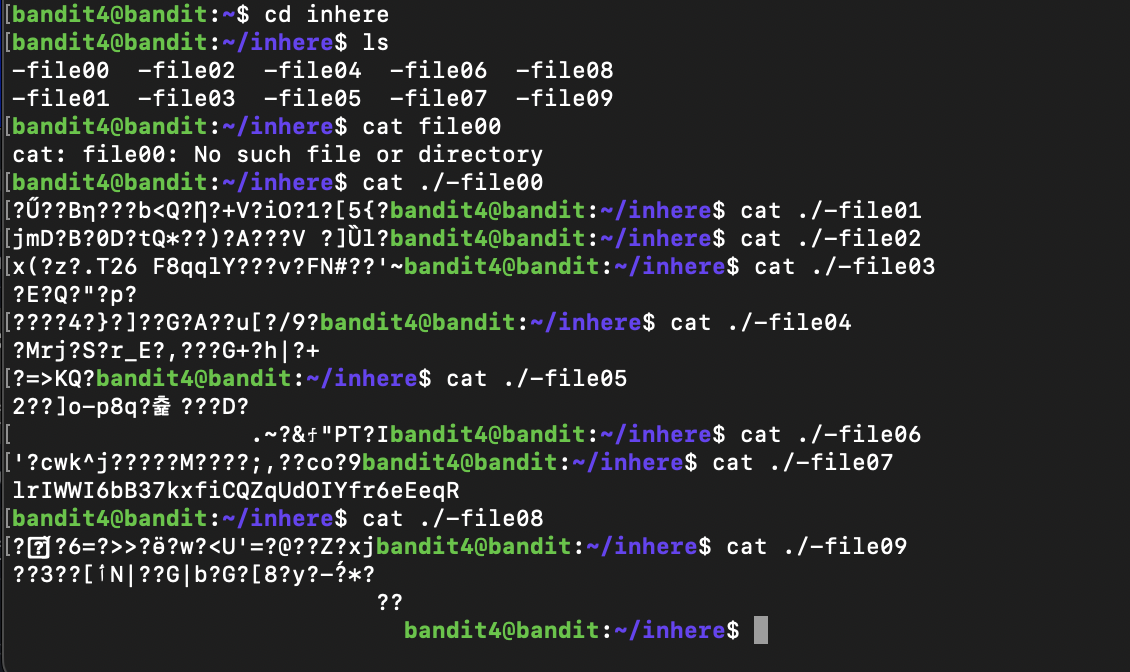 [bandit4@bandit:~$ cd inhere
[bandit4@bandit:~/inhere$ ls
-file00  -file02  -file04  -file06  -file08
-file01  -file03  -file05  -file07  -file09
[bandit4@bandit:~/inhere$ cat file00
cat: file00: No such file or directory
[bandit4@bandit:~/inhere$ cat ./-file00
[?Ű??Bη???b<Q?Ƞ?+V?iO?1?[5{?bandit4@bandit:~/inhere$ cat ./-file01
[jmD?B?0D?tQ*??)?A???V ?]Ȕl?bandit4@bandit:~/inhere$ cat ./-file02
[x(?z?.T26 F8qqlY???v?FN#??'~bandit4@bandit:~/inhere$ cat ./-file03
?E?Q?"?p?
[????4?}?]??G?A??u[?/9??bandit4@bandit:~/inhere$ cat ./-file04
?Mrj?S?r_E?,???G+?h|?+
[?=>KQ?bandit4@bandit:~/inhere$ cat ./-file05
2??]o-p8q? ???D?
[ .~?& "PT?Ibandit4@bandit:~/inhere$ cat ./-file06
['?cwk^j?????M????;,??co?9bandit4@bandit:~/inhere$ cat ./-file07
lrIWWI6bB37kxfiCQZqUdOIYfr6eEeqR
[bandit4@bandit:~/inhere$ cat ./-file08
[? ?6=?>>?ё?w?<U'=?@??Z?xjbandit4@bandit:~/inhere$ cat ./-file09
??3??[ N|??G|b?G?[8?y?- *?
??
bandit4@bandit:~/inhere$